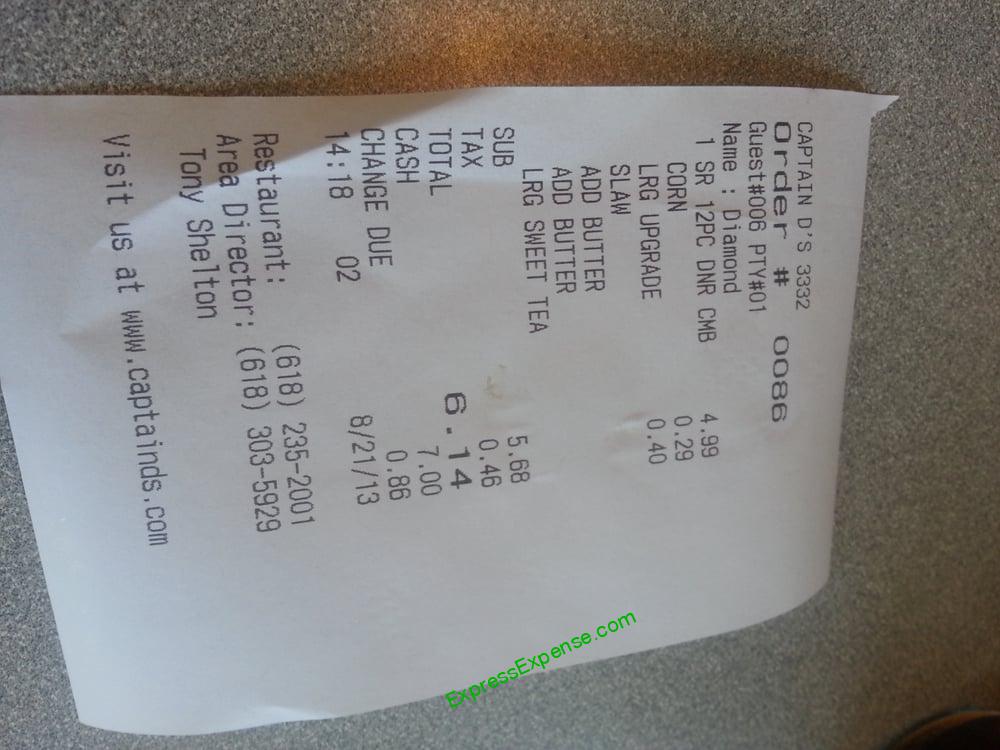 CAPTAIN D'S 3332
Order # 0086
Guest#006 PTY#01
Name : Diamond
1 SR 12PC DNR CMB 4.99
CORN 0.29
LRG UPGRADE 0.40
SLAW
ADD BUTTER
ADD BUTTER
LRG SWEET TEA
SUB 5.68
TAX 0.46
TOTAL 6.14
CASH 7.00
CHANGE DUE 0.86
14:18 02 8/21/13
Restaurant: (618) 235-2001
Area Director: (618) 303-5929
Tony Shelton
Visit us at www.captainds.com
ExpressExpense.com